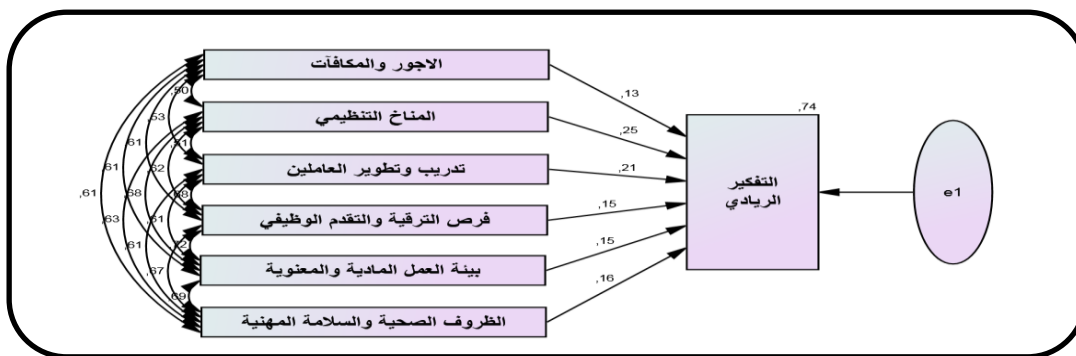 الاجور والمكافآت
المناخ التنظيمي
تدريب وتطوير العاملين
فرص الترقية والتقدم الوظيفي
بيئة العمل المادية والمعنوية
الظروف الصحية والسلامة المهنية
,13
,25
,21
,15
,15
,16
,74
التفكير
الريادي
e1
,50
,53
,61
,61
,61
,62
,68
,63
,61
,61
,67
,69